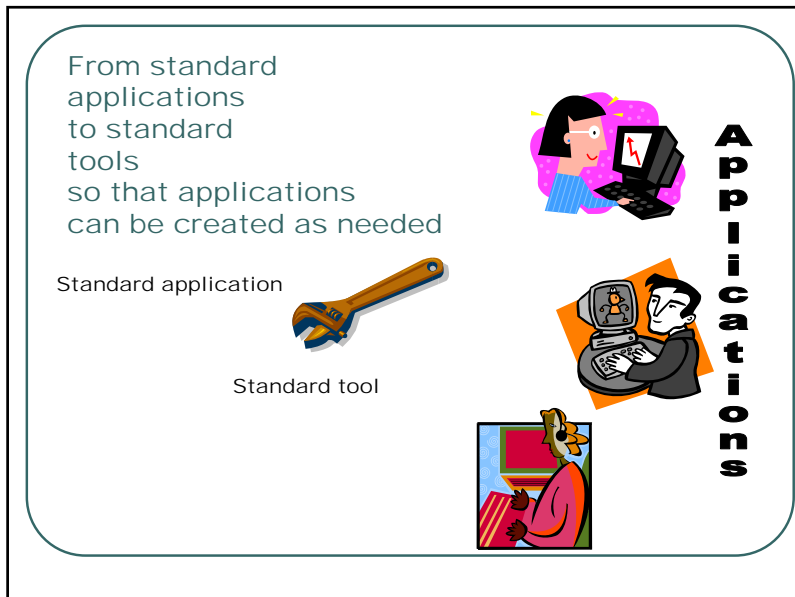 From standard
applications
to standard
tools
so that applications
can be created as needed
Standard application
Standard tool
Applications